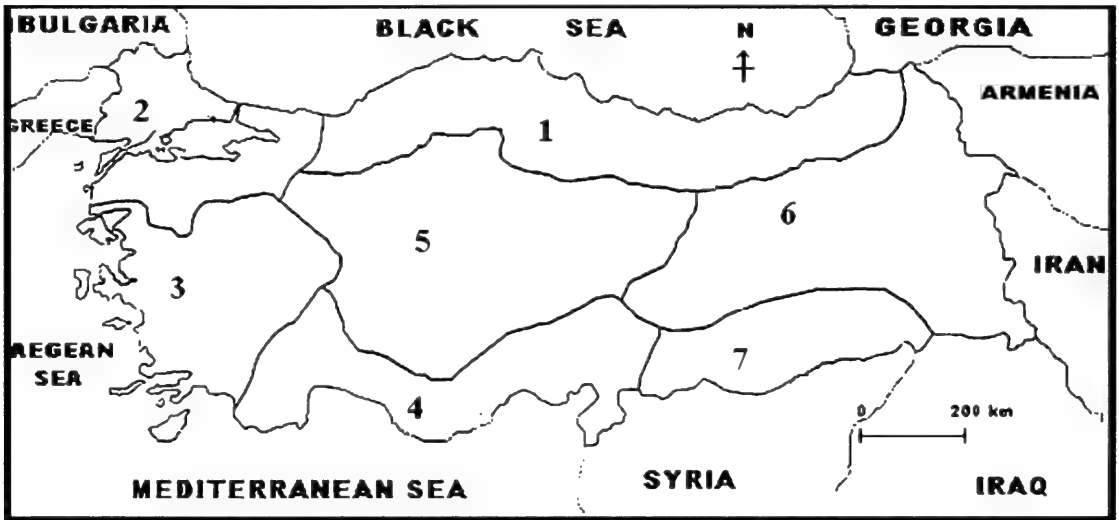 BULGARIA
BLACK SEA
N
GEORGIA
ARMENIA
2
GREECE
1
6
5
IRAN
3
AEGERN
SEA
7
4
0 200 km
SYRIA
MEDITERRANEAN SEA
IRAQ